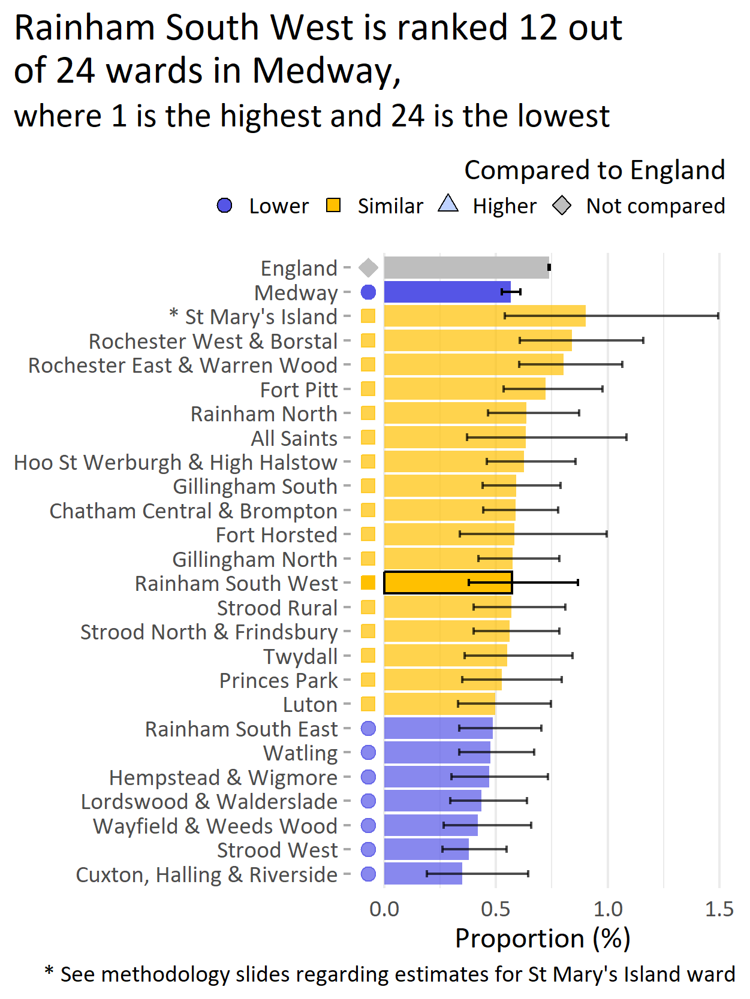 Rainham South West is ranked 12 out
of 24 wards in Medway,
where 1 is the highest and 24 is the lowest
Compared to England
Lower Similar Higher Not compared
England
Medway
* St Mary's Island
Rochester West & Borstal
Rochester East & Warren Wood
Fort Pitt
Rainham North
All Saints
Hoo St Werburgh & High Halstow
Gillingham South
Chatham Central & Brompton
Fort Horsted
Gillingham North
Rainham South West
Strood Rural
Strood North & Frindsbury
Twydall
Princes Park
Luton
Rainham South East
Watling
Hempstead & Wigmore
Lordswood & Walderslade
Wayfield & Weeds Wood
Strood West
Cuxton, Halling & Riverside
0.0 0.5 1.0 1.5
Proportion (%)
* See methodology slides regarding estimates for St Mary's Island ward